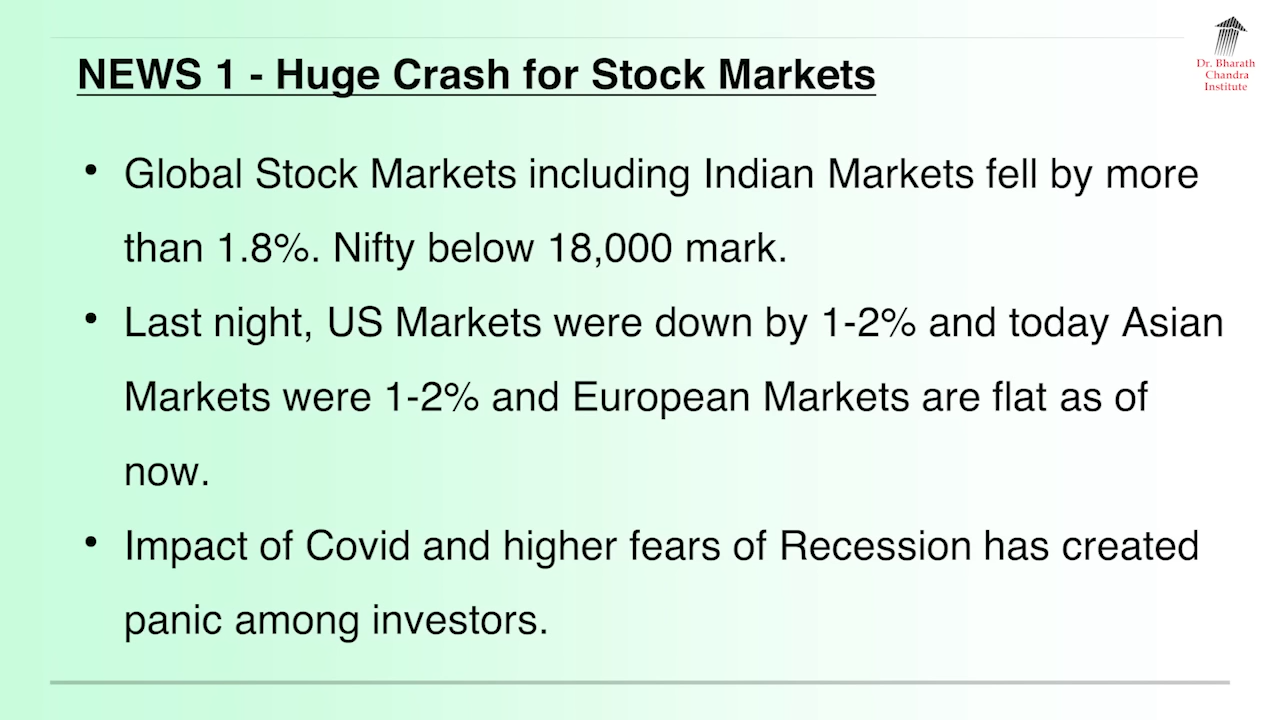 NEWS 1 - Huge Crash for Stock Markets
Dr. Bharath
Chandra
Institute
• Global Stock Markets including Indian Markets fell by more
than 1.8%. Nifty below 18,000 mark.
• Last night, US Markets were down by 1-2% and today Asian
Markets were 1-2% and European Markets are flat as of
now.
• Impact of Covid and higher fears of Recession has created
panic among investors.